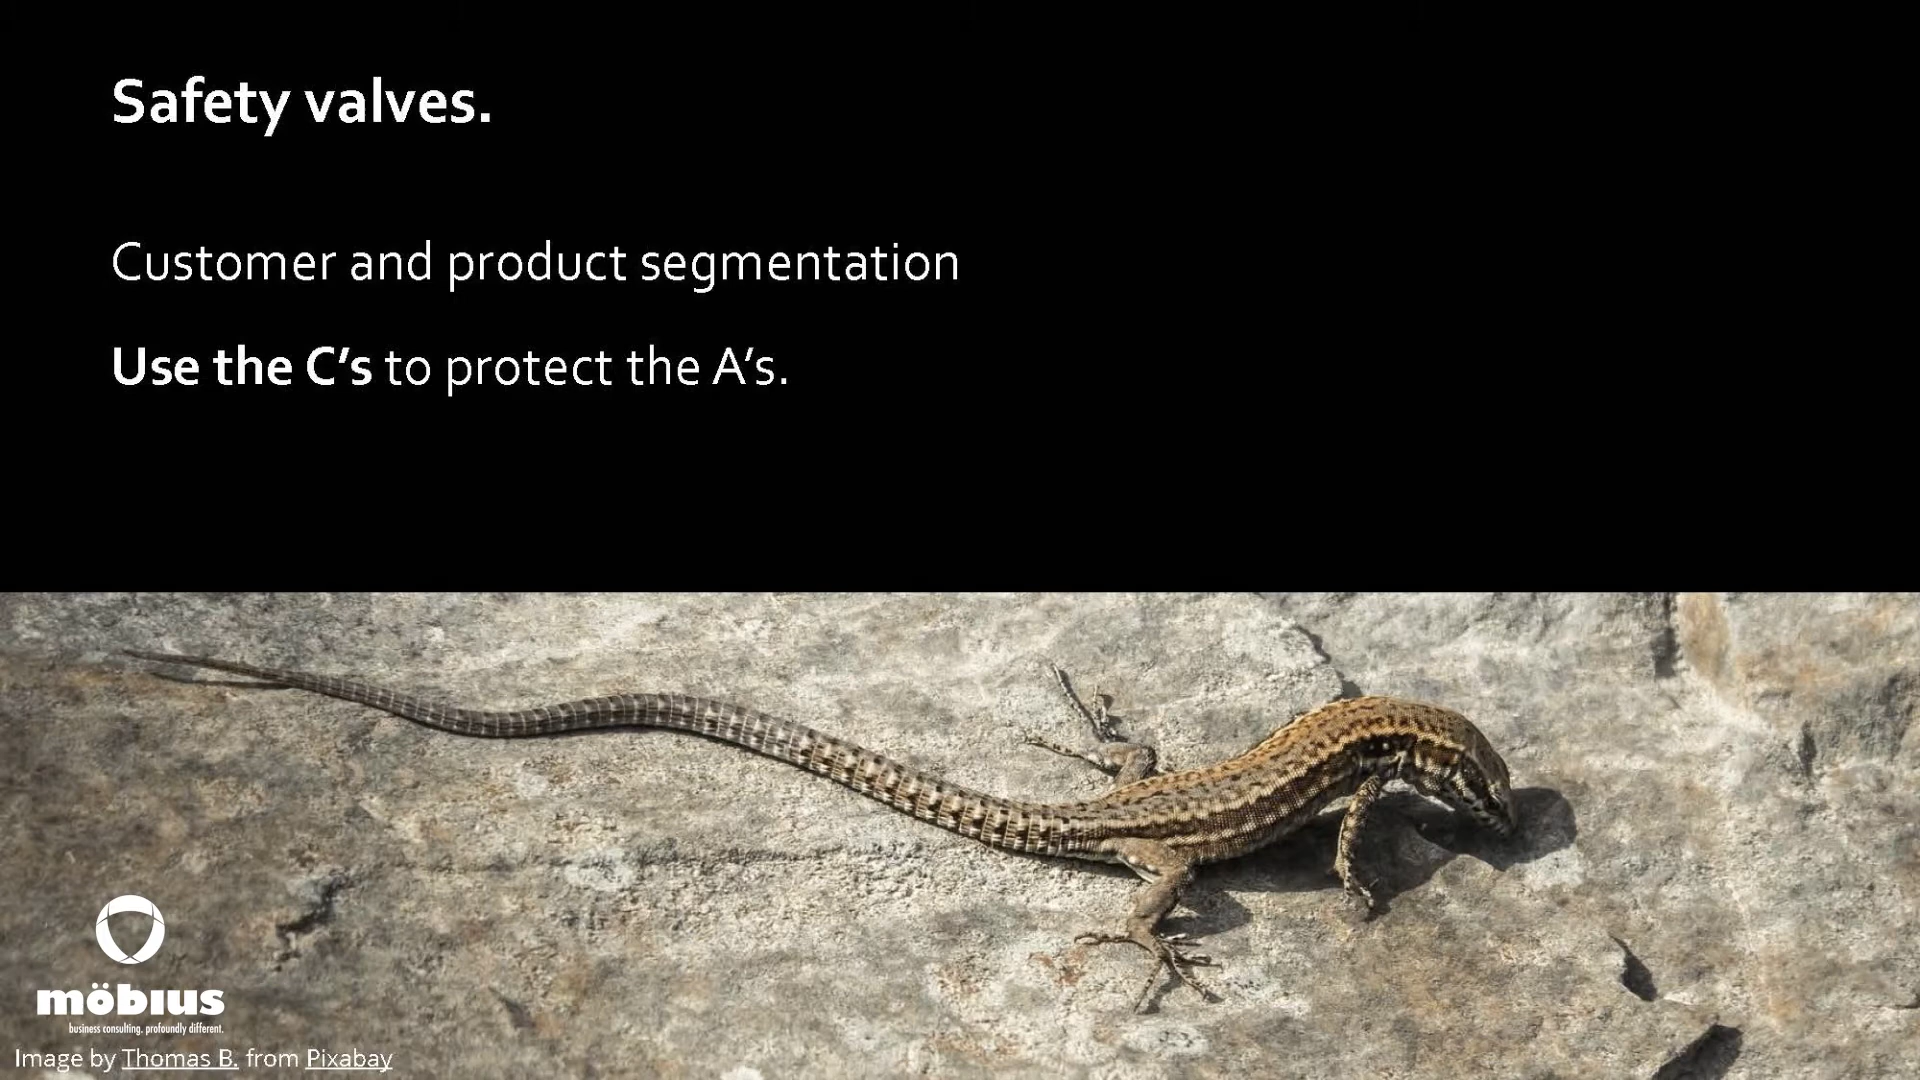 Safety valves.
Customer and product segmentation
Use the C’s to protect the A’s.
möbius
business consulting. profoundly different.
Image by Thomas B. from Pixabay